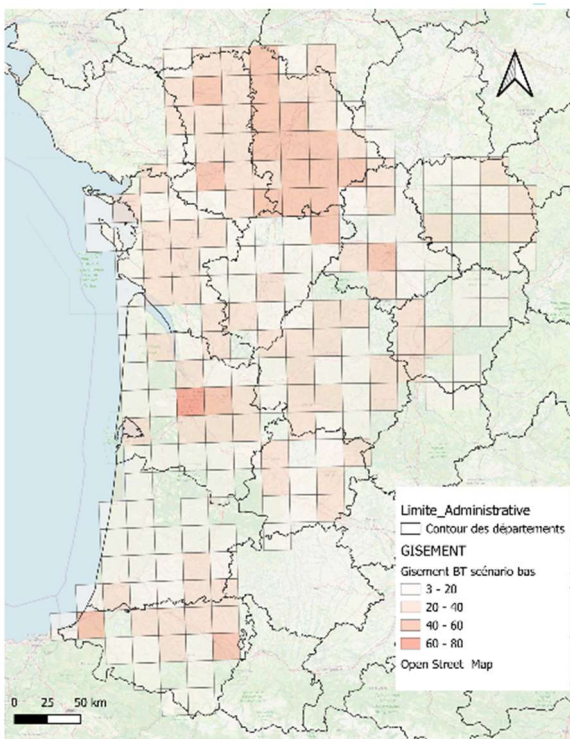 Limite_Administrative
Contour des départements
GISEMENT
Gisement BT scénario bas
3 - 20
20 - 40
40 - 60
60 - 80
Open Street Map
0 25 50 km